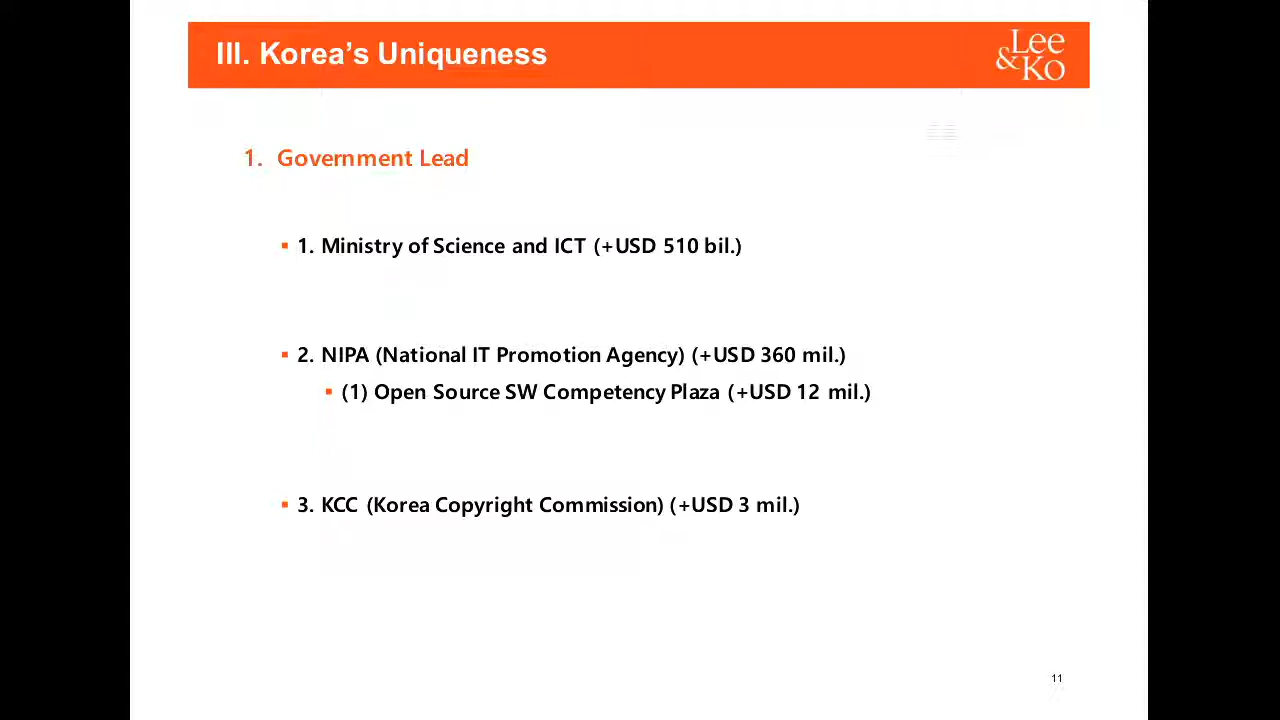 III. Korea's Uniqueness
Lee
&Ko
1. Government Lead
▪ 1. Ministry of Science and ICT (+USD 510 bil.)
▪ 2. NIPA (National IT Promotion Agency) (+USD 360 mil.)
▪ (1) Open Source SW Competency Plaza (+USD 12 mil.)
▪ 3. KCC (Korea Copyright Commission) (+USD 3 mil.)
11